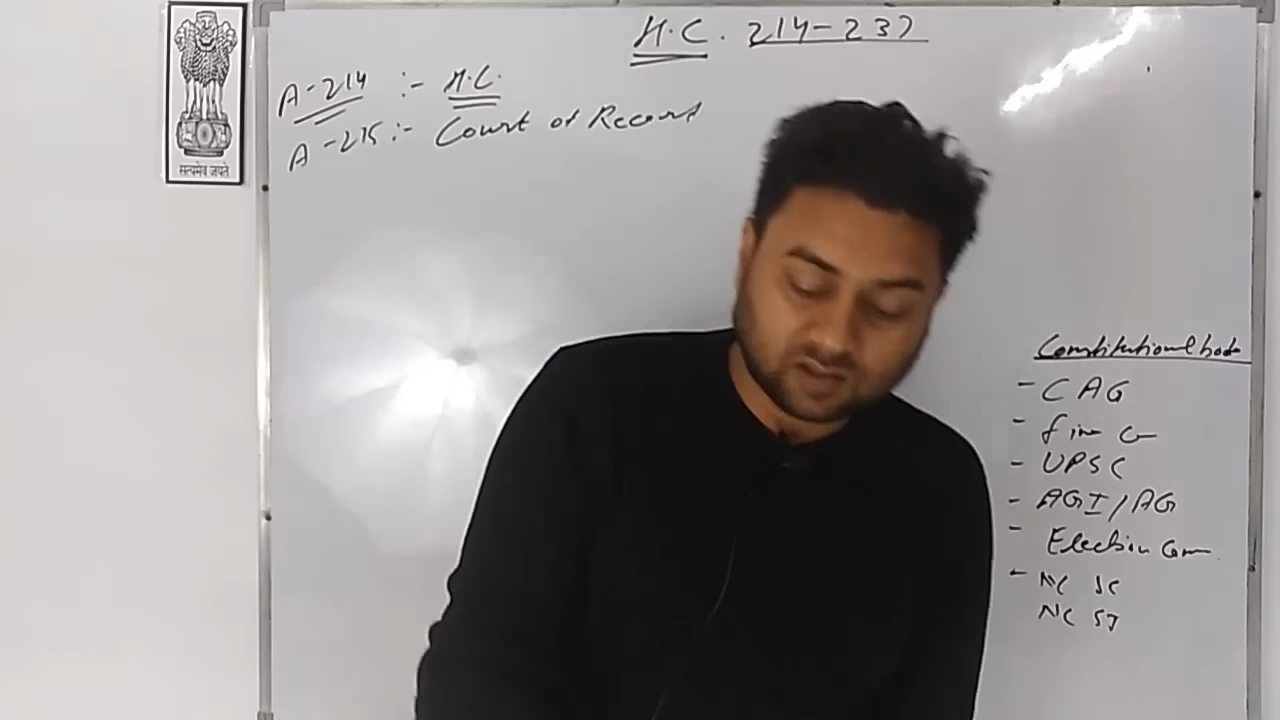 सत्यमेव जयते
H.C. 214-237
A-214 :- H.C.
A-215 :- Court of Record
Constitutional bod
- CAG
- fin C
- UPSC
- AGI/AG
- Election Com.
- NC SC
NC ST